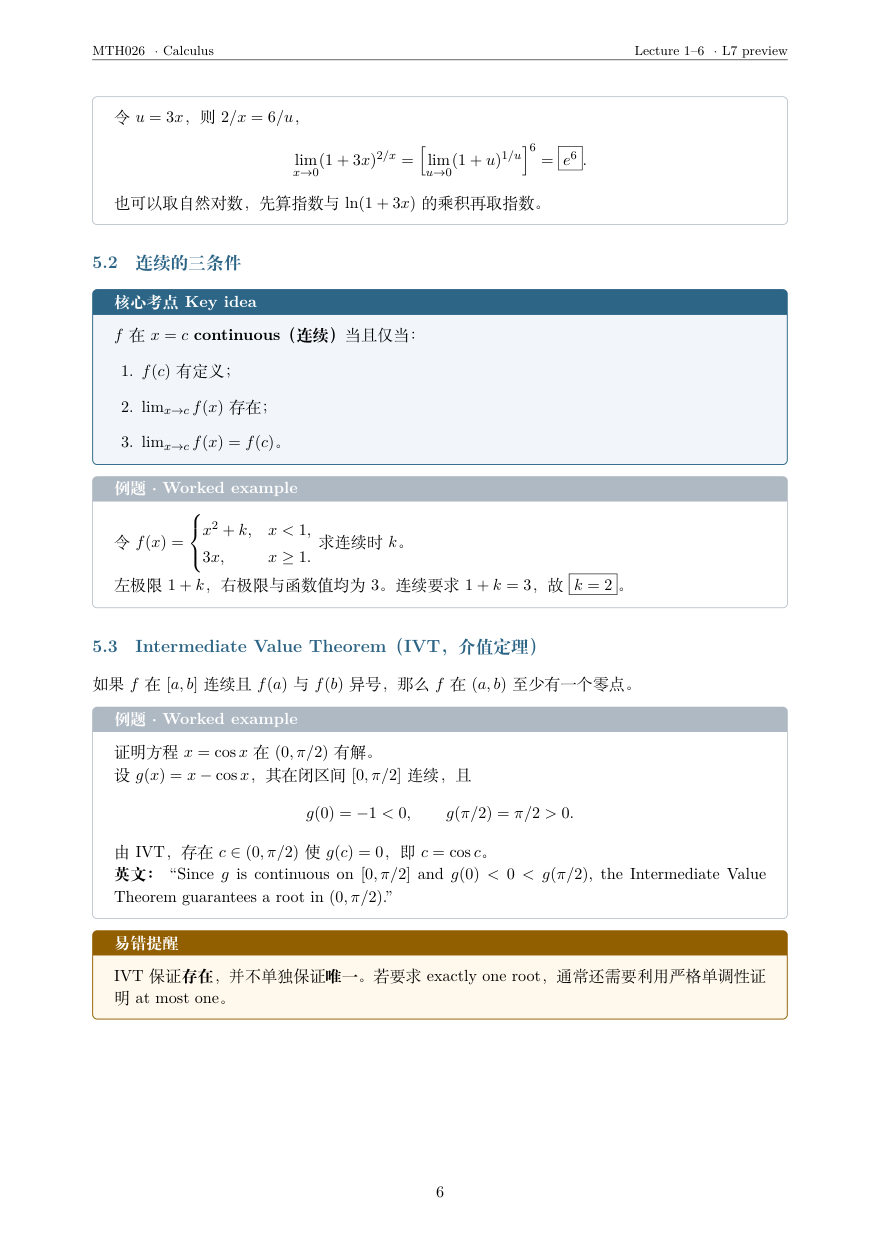 MTH026 · Calculus
Lecture 1–6 · L7 preview
令 u = 3x，则 2/x = 6/u，
lim_{x→0}(1 + 3x)^{2/x} = [lim_{u→0}(1 + u)^{1/u}]^6 = e^6.
也可以取自然对数，先算指数与 ln(1 + 3x) 的乘积再取指数。
5.2 连续的三条件
核心考点 Key idea
f 在 x = c continuous（连续）当且仅当：
1. f(c) 有定义；
2. lim_{x→c} f(x) 存在；
3. lim_{x→c} f(x) = f(c)。
例题 · Worked example
令 f(x) = { x^2 + k, x < 1, 3x, x ≥ 1. 求连续时 k。
左极限 1 + k，右极限与函数值均为 3。连续要求 1 + k = 3，故 k = 2。
5.3 Intermediate Value Theorem（IVT，介值定理）
如果 f 在 [a, b] 连续且 f(a) 与 f(b) 异号，那么 f 在 (a, b) 至少有一个零点。
例题 · Worked example
证明方程 x = cos x 在 (0, π/2) 有解。
设 g(x) = x − cos x，其在闭区间 [0, π/2] 连续，且
g(0) = −1 < 0, g(π/2) = π/2 > 0.
由 IVT，存在 c ∈ (0, π/2) 使 g(c) = 0，即 c = cos c。
英文： “Since g is continuous on [0, π/2] and g(0) < 0 < g(π/2), the Intermediate Value
Theorem guarantees a root in (0, π/2).”
易错提醒
IVT 保证存在，并不单独保证唯一。若要求 exactly one root，通常还需要利用严格单调性证
明 at most one。
6